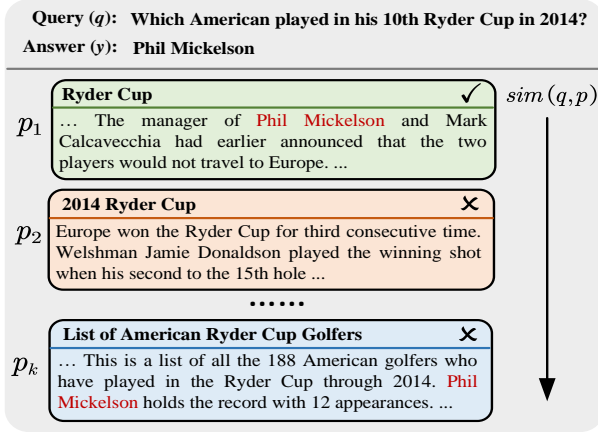 Query (q): Which American played in his 10th Ryder Cup in 2014?
Answer (y): Phil Mickelson
Ryder Cup ✓
sim(q,p)
p1
... The manager of Phil Mickelson and Mark
Calcavecchia had earlier announced that the two
players would not travel to Europe. ...
2014 Ryder Cup ✗
p2
Europe won the Ryder Cup for third consecutive time.
Welshman Jamie Donaldson played the winning shot
when his second to the 15th hole ...
......
List of American Ryder Cup Golfers ✗
pk
... This is a list of all the 188 American golfers who
have played in the Ryder Cup through 2014. Phil
Mickelson holds the record with 12 appearances. ...